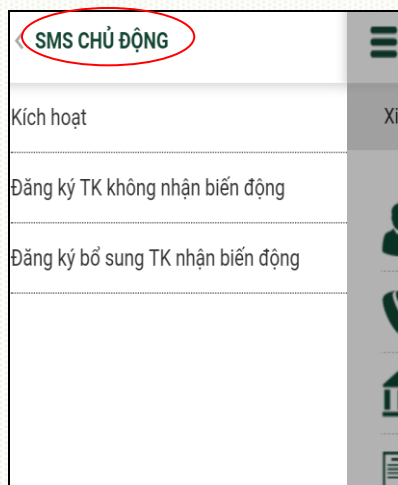 SMS CHỦ ĐỘNG
Kích hoạt
Xi
Đăng ký TK không nhận biến động
Đăng ký bổ sung TK nhận biến động